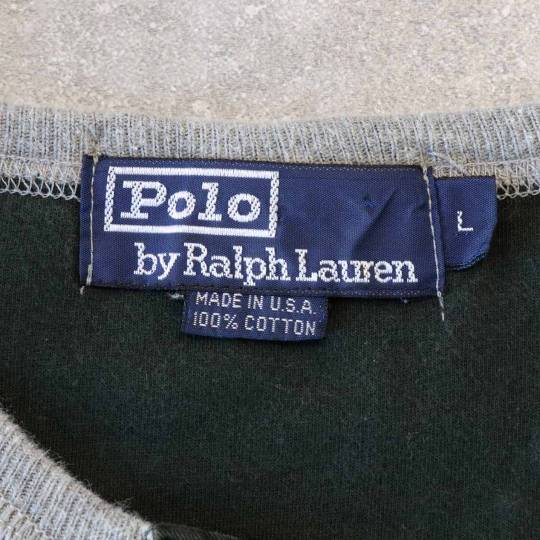 Polo
by Ralph Lauren
L
MADE IN U.S.A.
100% COTTON